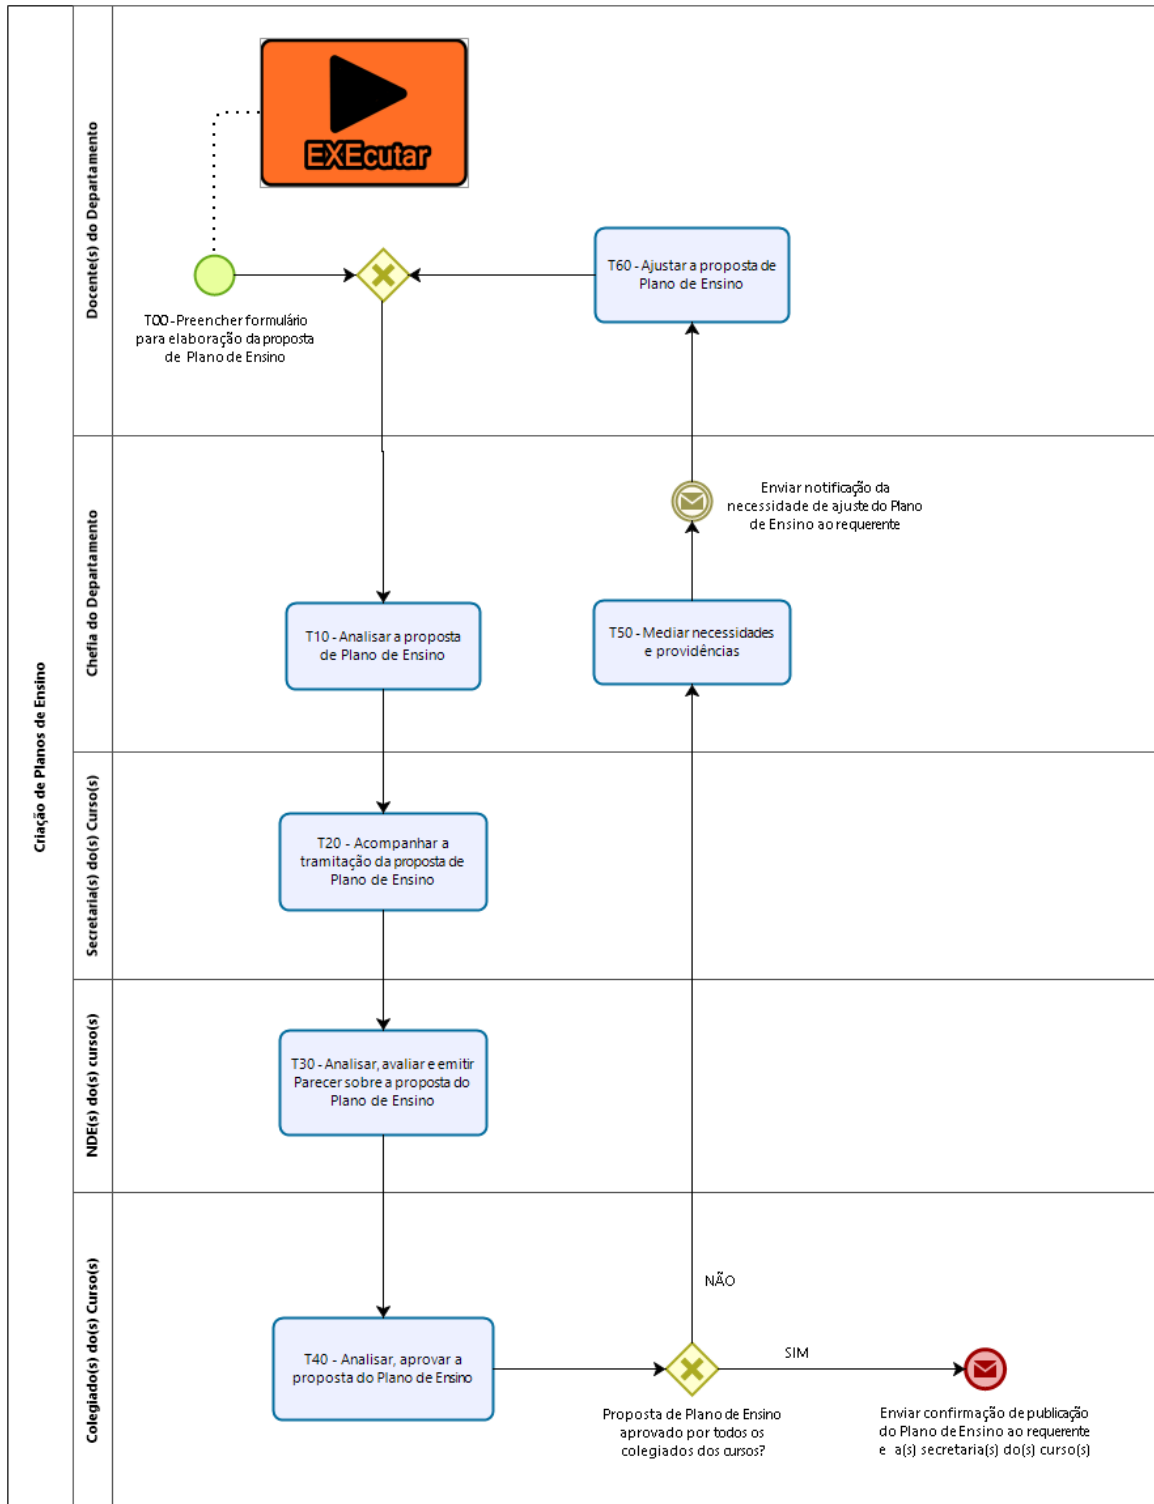 Criação de Planos de Ensino
Docente(s) do Departamento
EXEcutar
T00 - Preencher formulário
para elaboração da proposta
de Plano de Ensino
T60 - Ajustar a proposta de
Plano de Ensino
Chefia do Departamento
Enviar notificação da
necessidade de ajuste do Plano
de Ensino ao requerente
T10 - Analisar a proposta
de Plano de Ensino
T50 - Mediar necessidades
e providências
Secretaria(s) do(s) Curso(s)
T20 - Acompanhar a
tramitação da proposta de
Plano de Ensino
NDE(s) do(s) curso(s)
T30 - Analisar, avaliar e emitir
Parecer sobre a proposta do
Plano de Ensino
Colegiado(s) do(s) Curso(s)
NÃO
T40 - Analisar, aprovar a
proposta do Plano de Ensino
SIM
Proposta de Plano de Ensino
aprovado por todos os
colegiados dos cursos?
Enviar confirmação de publicação
do Plano de Ensino ao requerente
e a(s) secretaria(s) do(s) curso(s)